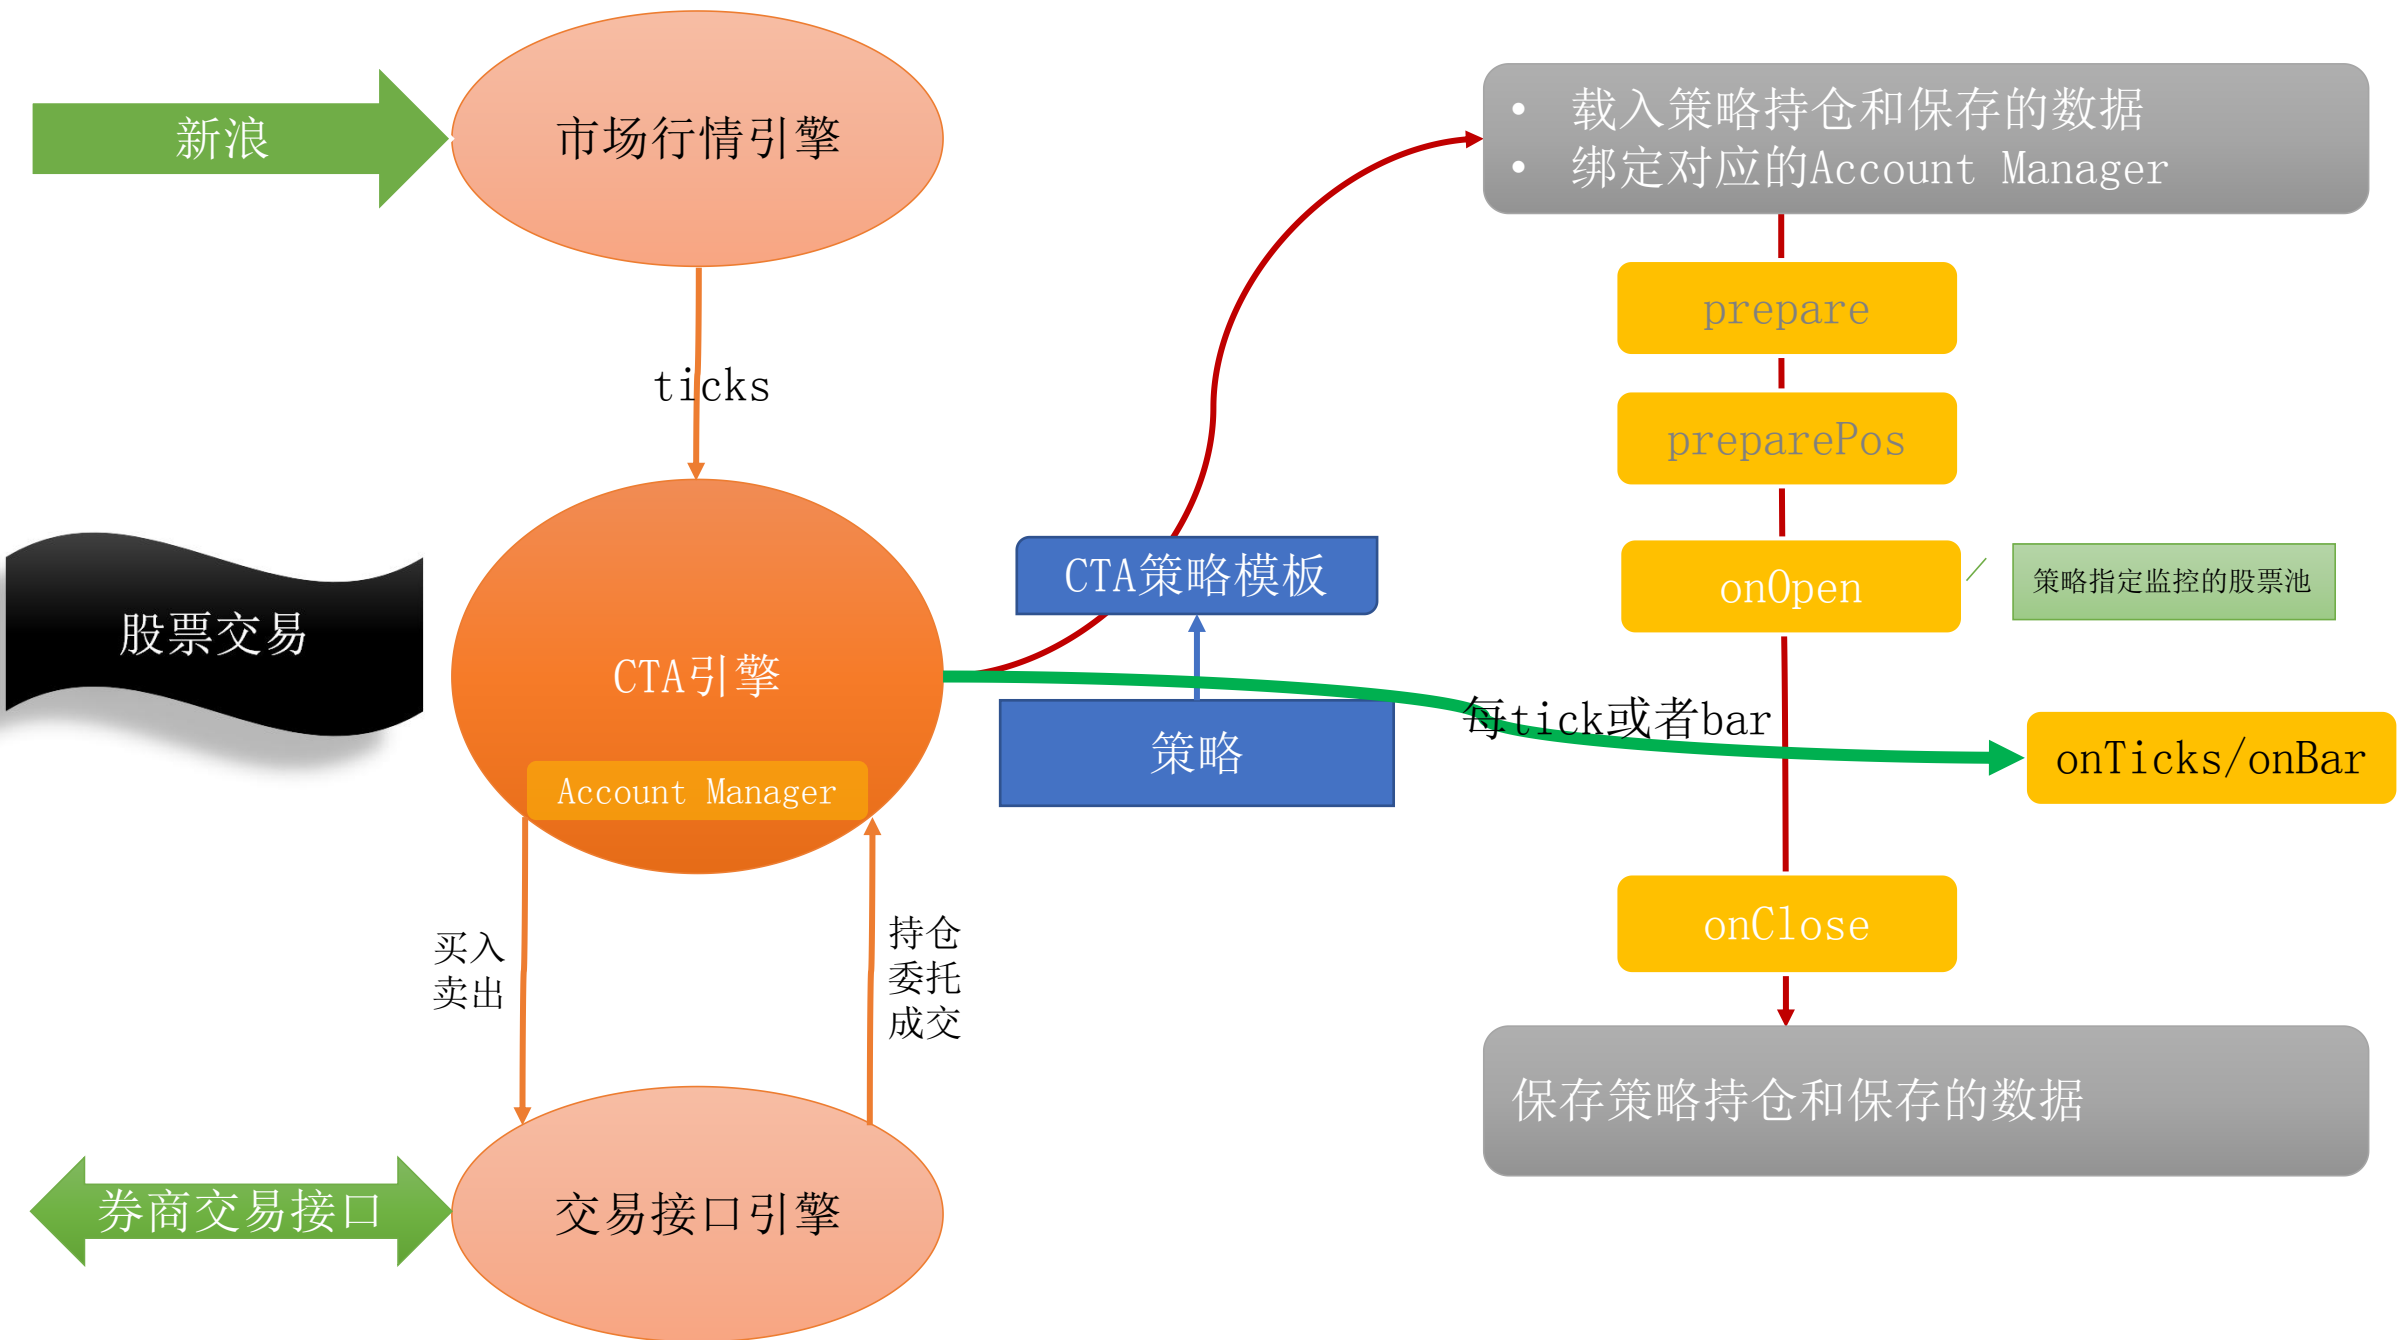 新浪
市场行情引擎
• 载入策略持仓和保存的数据
• 绑定对应的Account Manager
prepare
ticks
preparePos
CTA策略模板
onOpen
策略指定监控的股票池
股票交易
CTA引擎
Account Manager
策略
每tick或者bar
onTicks/onBar
买入
卖出
持仓
委托
成交
onClose
保存策略持仓和保存的数据
券商交易接口
交易接口引擎